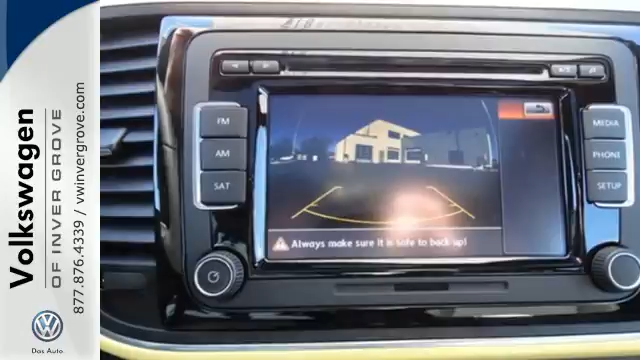 Volkswagen
OF INVER GROVE
877.876.4339 / vwinvergrove.com
Das Auto.
FM
AM
SAT
MEDIA
PHONE
SETUP
Always make sure it is safe to back up!